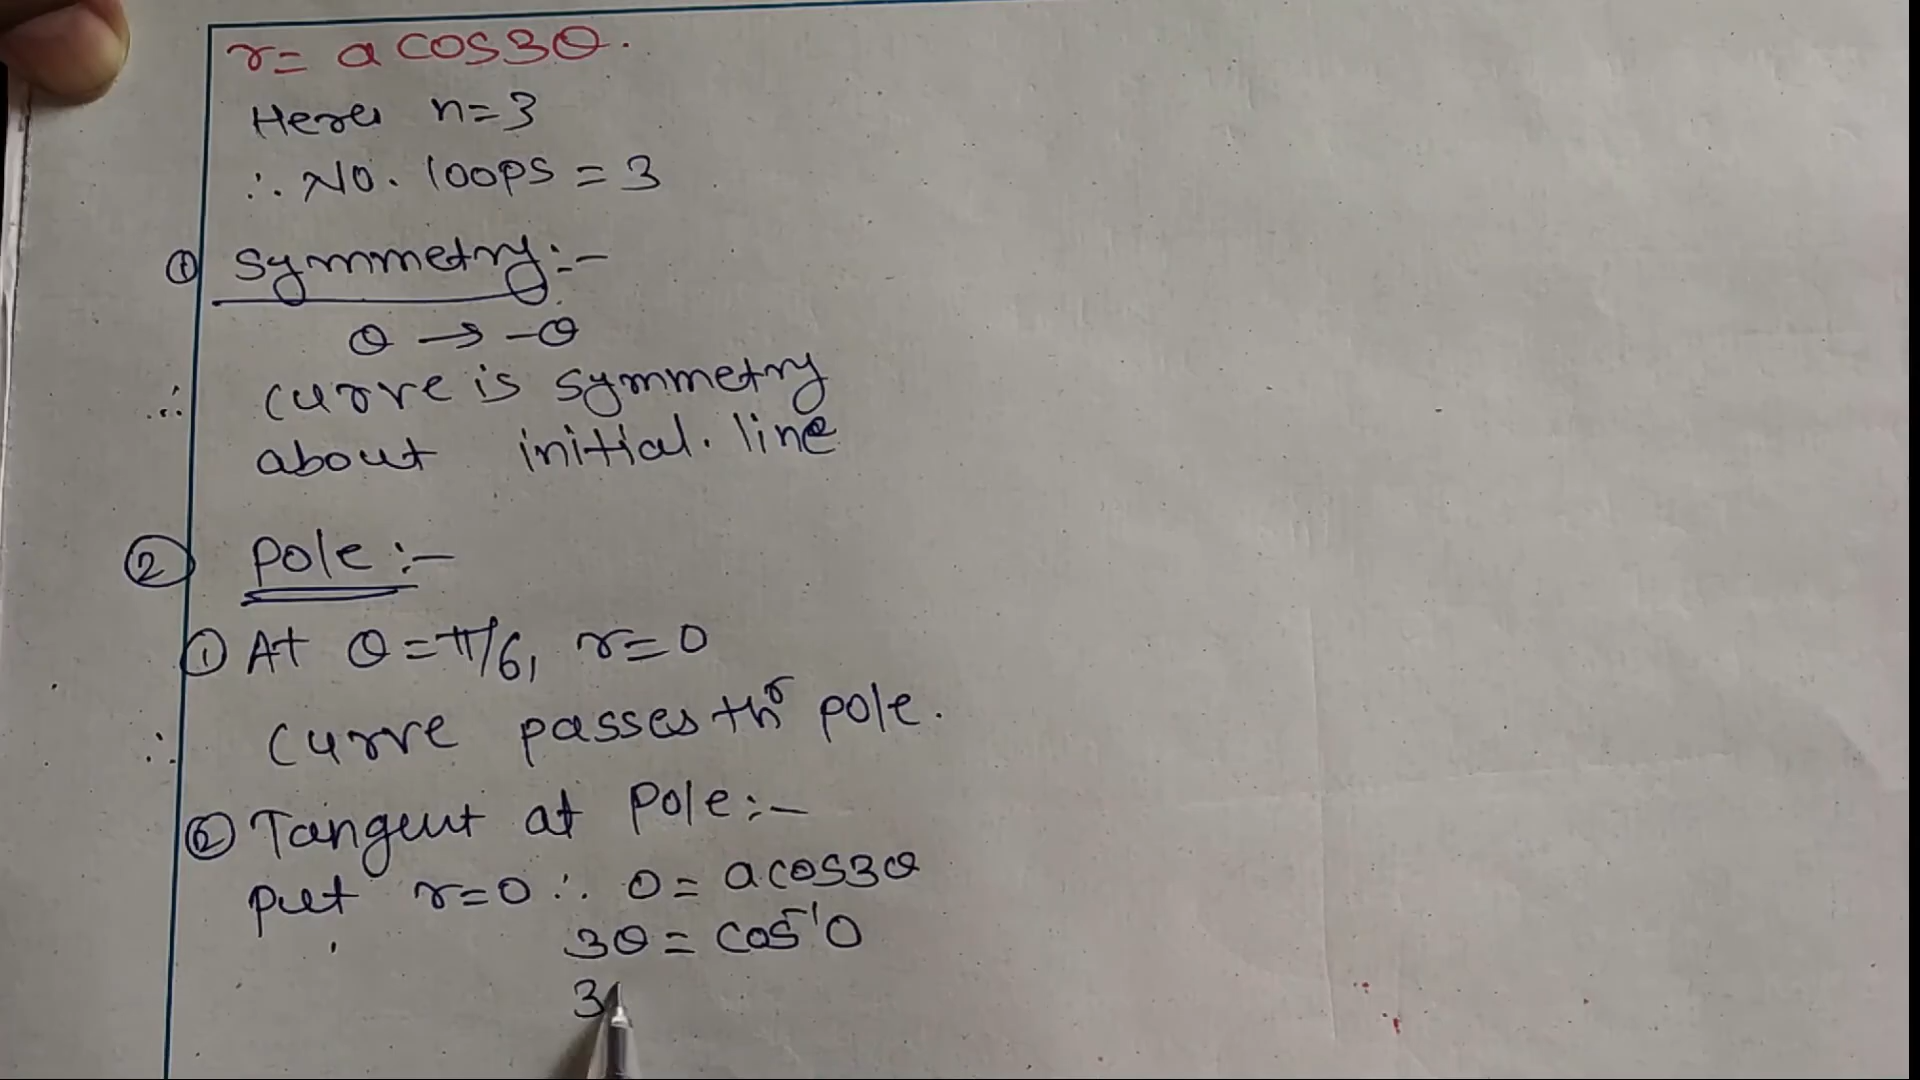 r = a cos3θ.
Here n=3
∴ No. loops = 3
① Symmetry:-
θ → -θ
∴ curve is symmetry
about initial. line
② Pole:-
① At θ = π/6, r=0
∴ curve passes thr pole.
② Tangent at Pole:-
put r=0 ∴ 0 = a cos3θ
3θ = cos⁻¹0
3